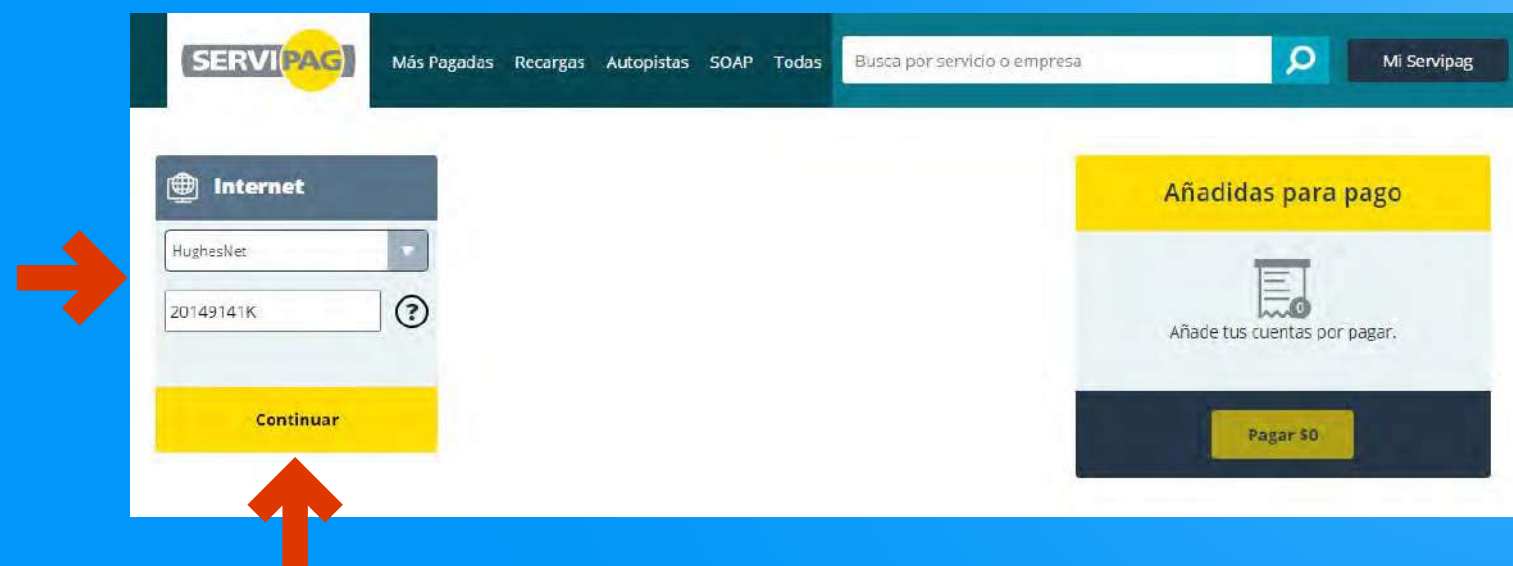 SERVIPAG
Más Pagadas Recargas Autopistas SOAP Todas
Busca por servicio o empresa
Mi Servipag
Internet
HughesNet
20149141K
?
Continuar
Añadidas para pago
0
Añade tus cuentas por pagar.
Pagar $0